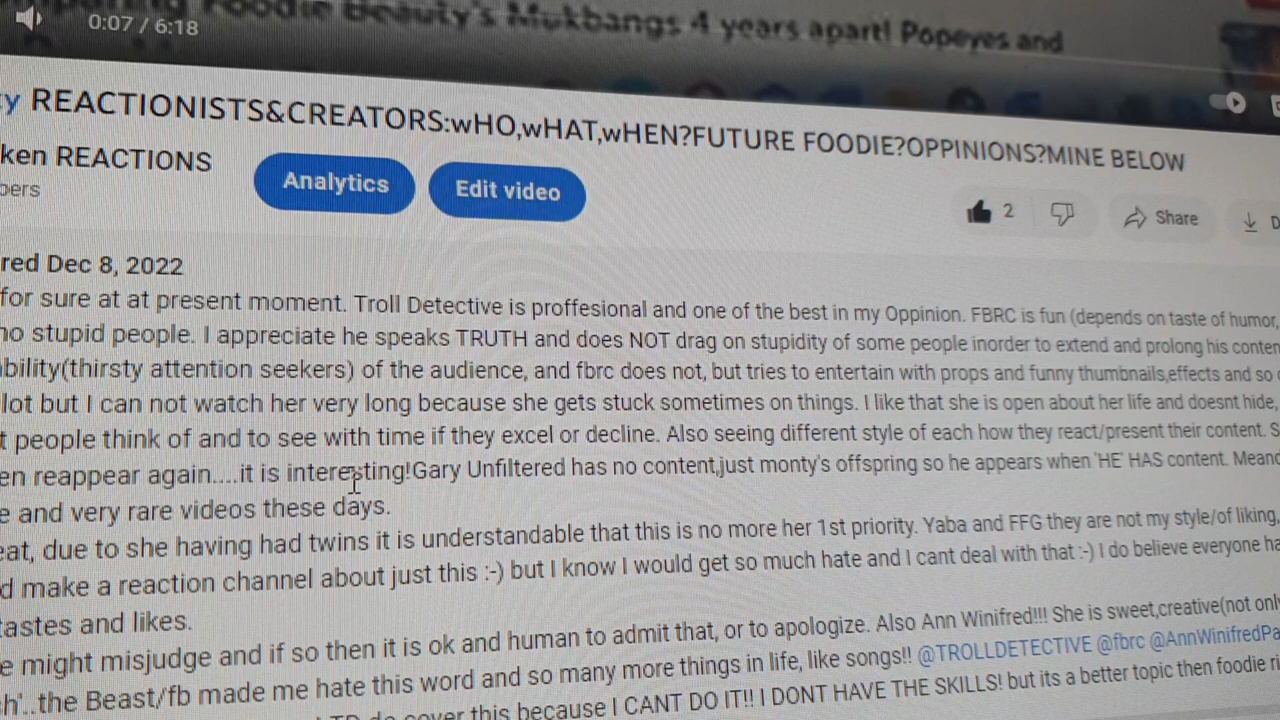 Foodie Beauty's Mukbangs 4 years apart! Popeyes and
0:07 / 6:18
y REACTIONISTS&CREATORS:wHO,wHAT,wHEN?FUTURE FOODIE?OPPINIONS?MINE BELOW
ken REACTIONS
bers
Analytics
Edit video
2
Share
D
red Dec 8, 2022
for sure at at present moment. Troll Detective is proffesional and one of the best in my Oppinion. FBRC is fun (depends on taste of humor,
no stupid people. I appreciate he speaks TRUTH and does NOT drag on stupidity of some people inorder to extend and prolong his conten
bility(thirsty attention seekers) of the audience, and fbrc does not, but tries to entertain with props and funny thumbnails,effects and so
lot but I can not watch her very long because she gets stuck sometimes on things. I like that she is open about her life and doesnt hide,
t people think of and to see with time if they excel or decline. Also seeing different style of each how they react/present their content. S
en reappear again....it is interesting!Gary Unfiltered has no content,just monty's offspring so he appears when 'HE' HAS content. Meand
e and very rare videos these days.
eat, due to she having had twins it is understandable that this is no more her 1st priority. Yaba and FFG they are not my style/of liking,
d make a reaction channel about just this :-) but I know I would get so much hate and I cant deal with that :-) I do believe everyone ha
tastes and likes.
e might misjudge and if so then it is ok and human to admit that, or to apologize. Also Ann Winifred!!! She is sweet,creative(not only
h'..the Beast/fb made me hate this word and so many more things in life, like songs!! @TROLLDETECTIVE @fbrc @AnnWinifredPa
cover this because I CANT DO IT!! I DONT HAVE THE SKILLS! but its a better topic then foodie ri